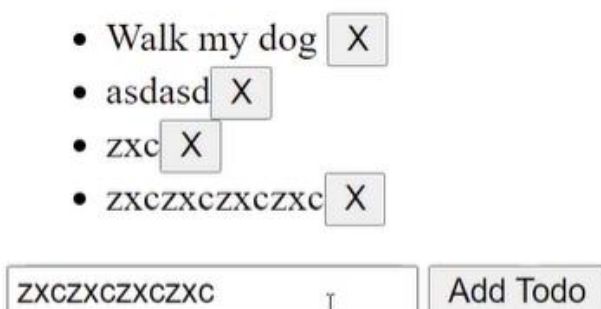 Walk my dog X
asdasd X
zxc X
zxczxczxczxc X
zxczxczxczxc Add Todo